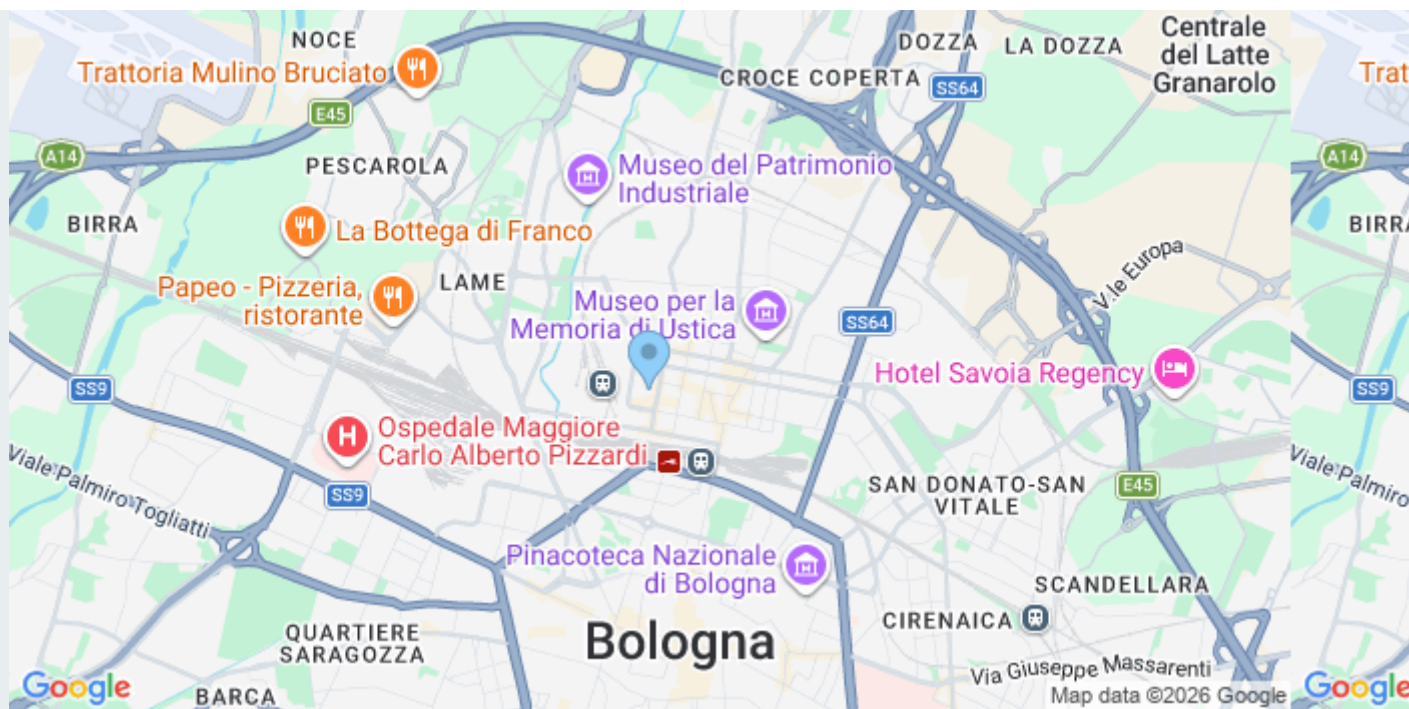 NOCE
Trattoria Mulino Bruciato
E45
A14
PESCAROLA
BIRRA
La Bottega di Franco
Papeo - Pizzeria,
ristorante
LAME
Museo del Patrimonio
Industriale
Museo per la
Memoria di Ustica
DOZZA
LA DOZZA
CROCE COPERTA
SS64
Centrale
del Latte
Granarolo
V.le Europa
SS64
Hotel Savoia Regency
SS9
H
Ospedale Maggiore
Carlo Alberto Pizzardi
Viale Palmiro Togliatti
SS9
SAN DONATO-SAN
VITALE
E45
Pinacoteca Nazionale
di Bologna
SCANDELLARA
CIRENAICA
QUARTIERE
SARAGOZZA
Bologna
Via Giuseppe Massarenti
BARCA
Google
Map data ©2026 Google
Trat
A14
BIRRA
SS9
Viale Palmiro
Google